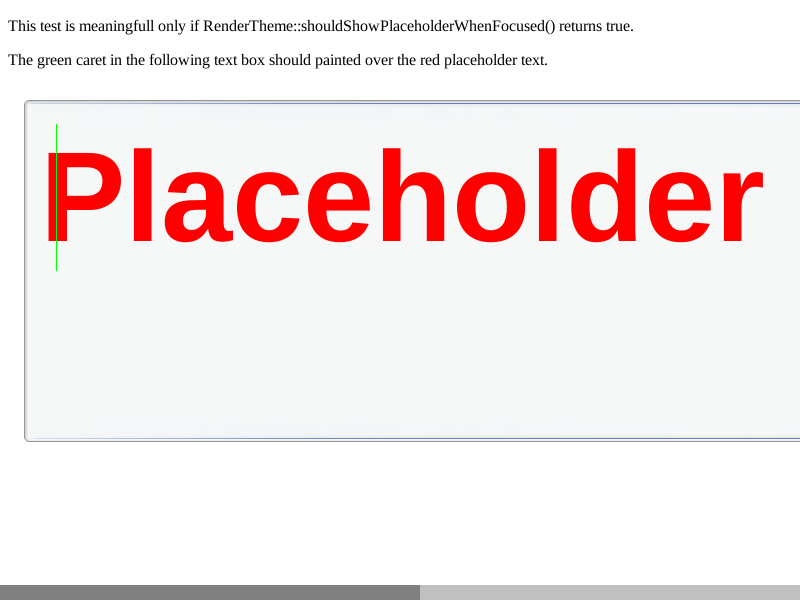 This test is meaningfull only if RenderTheme::shouldShowPlaceholderWhenFocused() returns true.
The green caret in the following text box should painted over the red placeholder text.
Placeholder